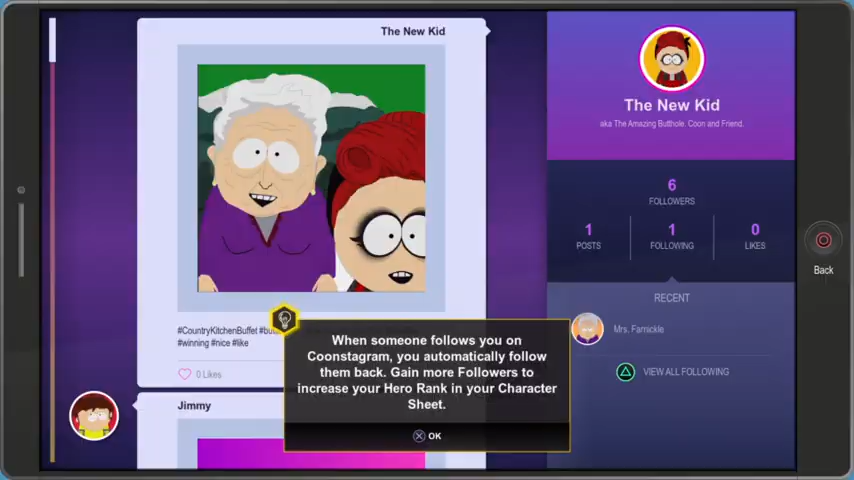 The New Kid
#CountryKitchenBuffet
#winning #nice #like
0 Likes
Jimmy
When someone follows you on
Coonstagram, you automatically follow
them back. Gain more Followers to
increase your Hero Rank in your Character
Sheet.
OK
The New Kid
aka The Amazing Butthole. Coon and Friend.
6
FOLLOWERS
1
POSTS
1
FOLLOWING
0
LIKES
RECENT
Mrs. Farnickle
VIEW ALL FOLLOWING
Back